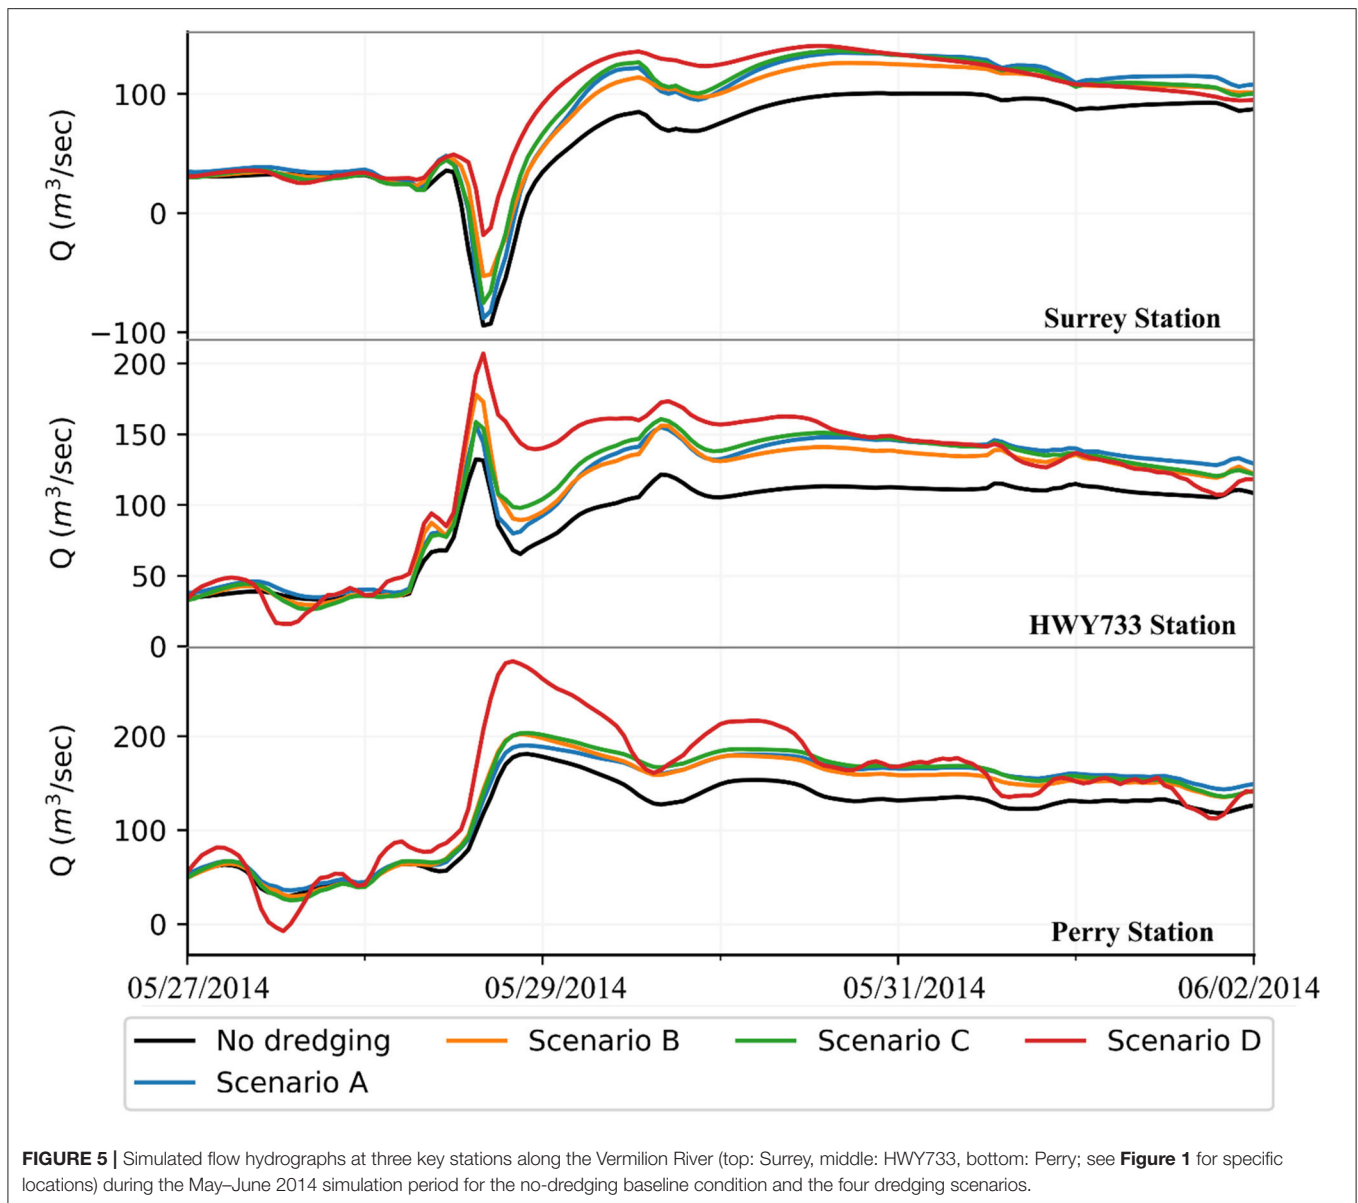 100
0
−100
Q (m³/sec)
Surrey Station
200
150
100
50
0
Q (m³/sec)
HWY733 Station
200
100
0
Q (m³/sec)
Perry Station
05/27/2014 05/29/2014 05/31/2014 06/02/2014
No dredging Scenario B Scenario C Scenario D
Scenario A
FIGURE 5 | Simulated flow hydrographs at three key stations along the Vermilion River (top: Surrey, middle: HWY733, bottom: Perry; see Figure 1 for specific
locations) during the May–June 2014 simulation period for the no-dredging baseline condition and the four dredging scenarios.